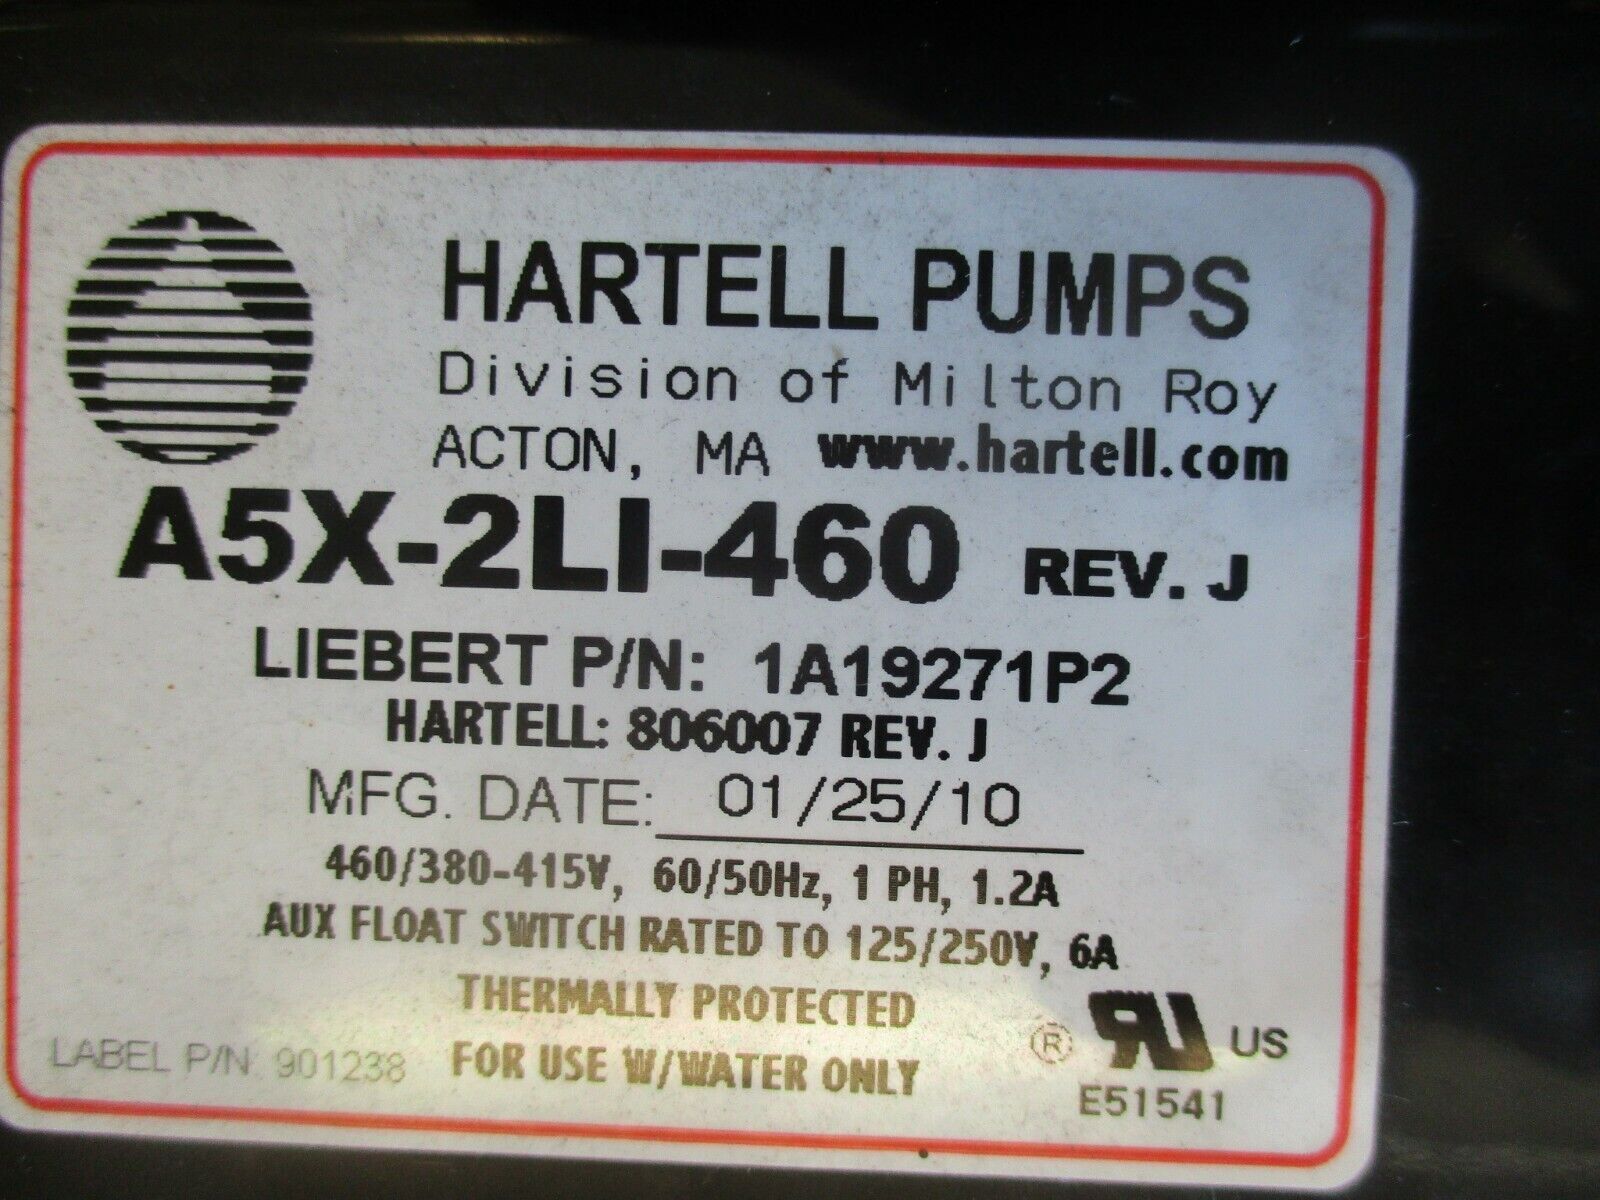 HARTELL PUMPS
Division of Milton Roy
ACTON, MA www.hartell.com
A5X-2LI-460 REV. J
LIEBERT P/N: 1A19271P2
HARTELL: 806007 REV. J
MFG. DATE: 01/25/10
460/380-415V, 60/50Hz, 1 PH, 1.2A
AUX FLOAT SWITCH RATED TO 125/250V, 6A
THERMALLY PROTECTED
LABEL P/N 901238 FOR USE W/WATER ONLY
® RU US
E51541